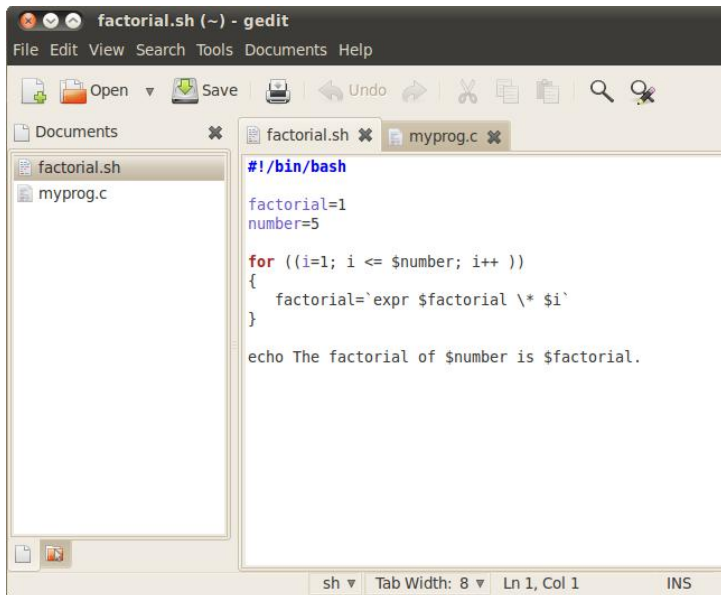 factorial.sh (~) - gedit
File Edit View Search Tools Documents Help
Open Save Undo
Documents
factorial.sh
myprog.c
factorial.sh myprog.c
#!/bin/bash
factorial=1
number=5
for ((i=1; i <= $number; i++ ))
{
   factorial=`expr $factorial \* $i`
}
echo The factorial of $number is $factorial.
sh Tab Width: 8 Ln 1, Col 1 INS